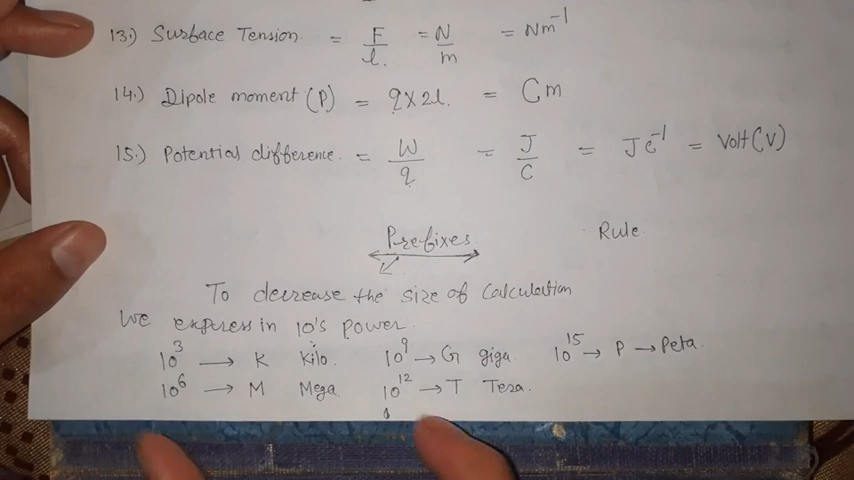 13.) Surface Tension = F/l. = N/m = Nm⁻¹
14.) Dipole moment (P) = q×2l. = Cm
15.) Potential difference. = W/q = J/C = JC⁻¹ = Volt(V)
Prefixes Rule
To decrease the size of Calculation
We express in 10's power.
10³ → K Kilo. 10⁹ → G giga. 10¹⁵ → P → Peta.
10⁶ → M Mega 10¹² → T Tera.